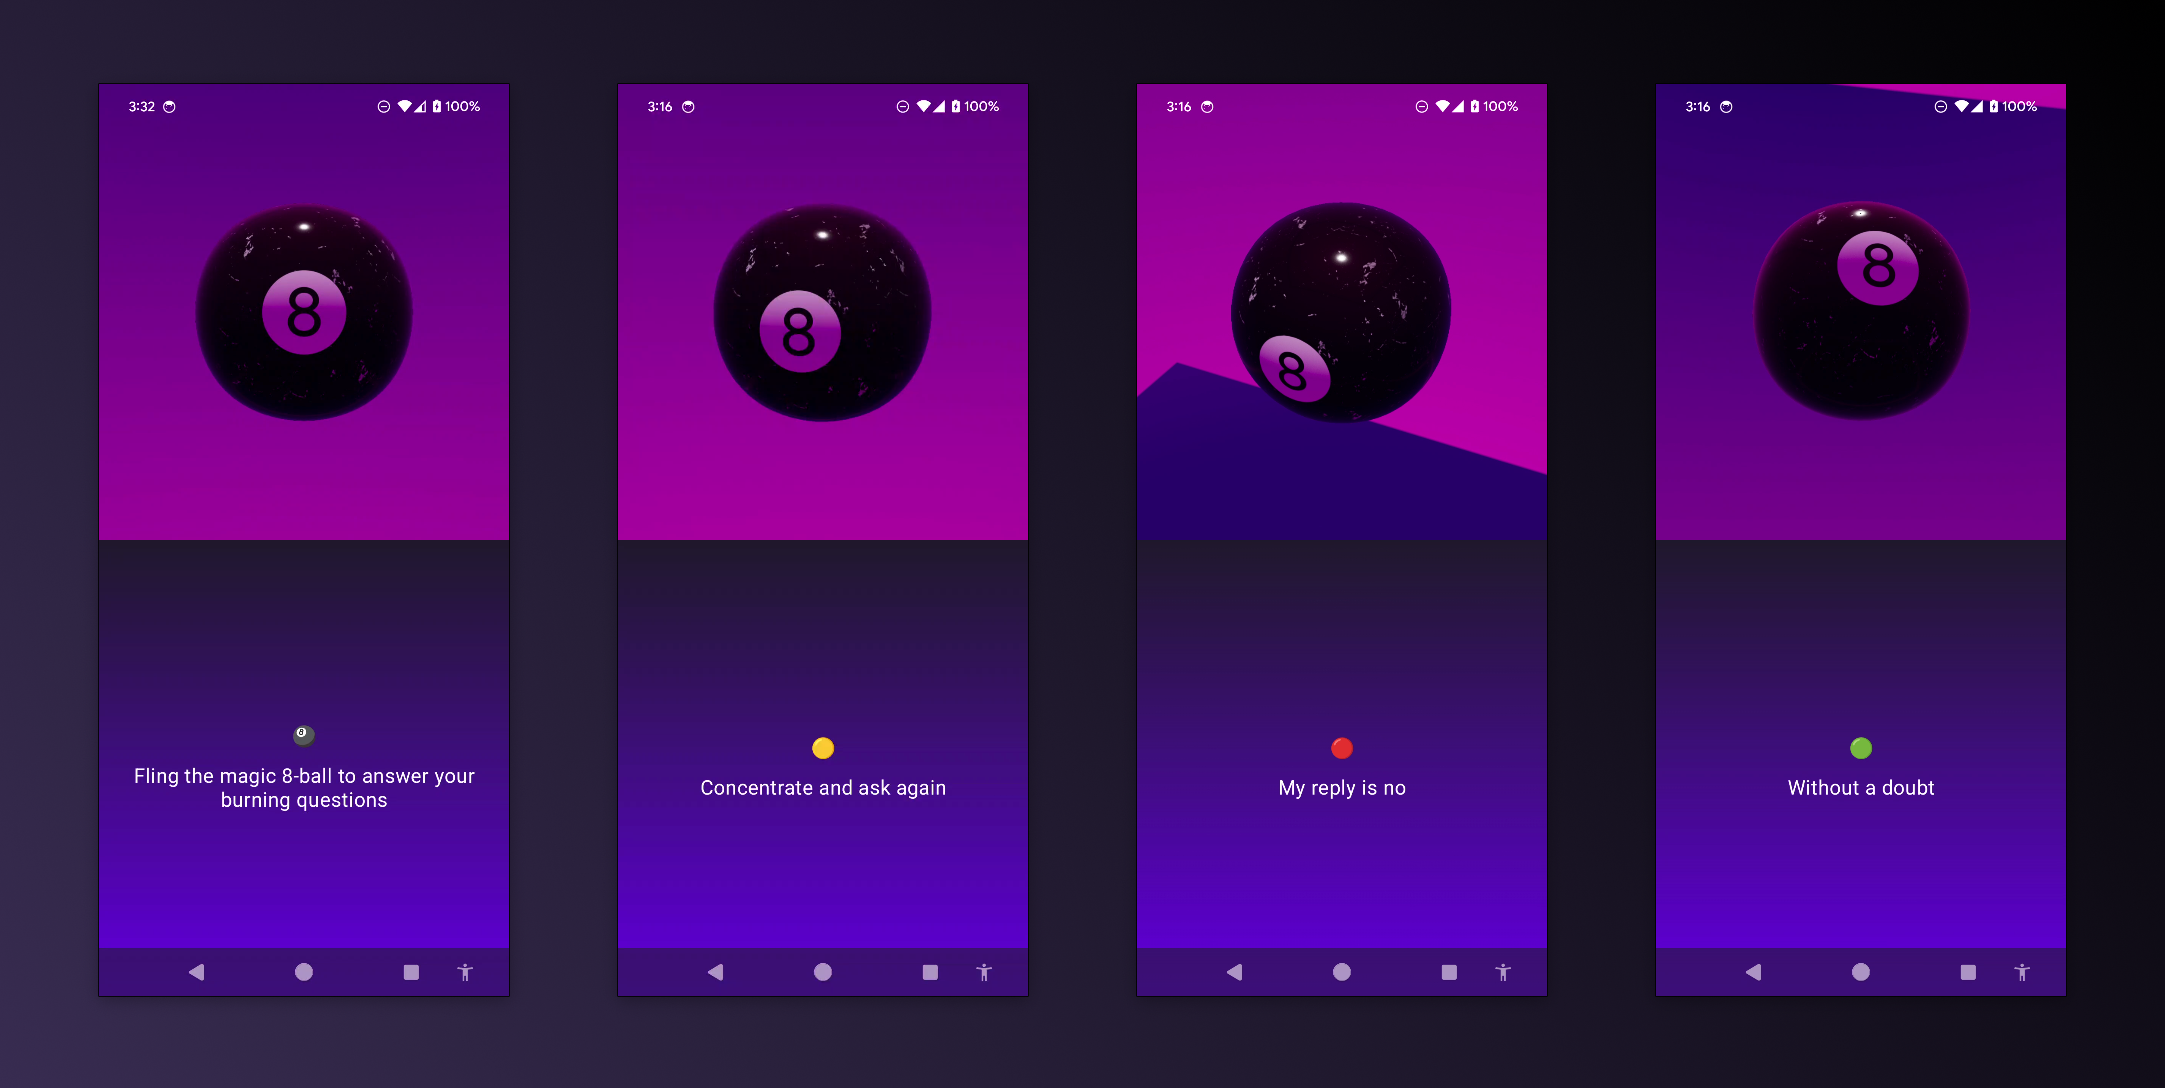 3:32 100%
8
8
Fling the magic 8-ball to answer your
burning questions
3:16 100%
8
Concentrate and ask again
3:16 100%
8
My reply is no
3:16 100%
8
Without a doubt